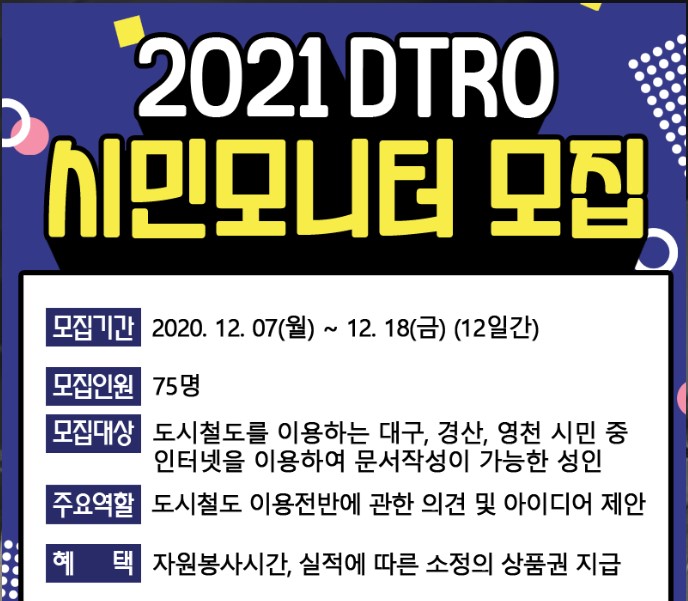 2021 DTRO
시민모니터 모집
모집기간 2020. 12. 07(월) ~ 12. 18(금) (12일간)
모집인원 75명
모집대상 도시철도를 이용하는 대구, 경산, 영천 시민 중
인터넷을 이용하여 문서작성이 가능한 성인
주요역할 도시철도 이용전반에 관한 의견 및 아이디어 제안
혜 택 자원봉사시간, 실적에 따른 소정의 상품권 지급